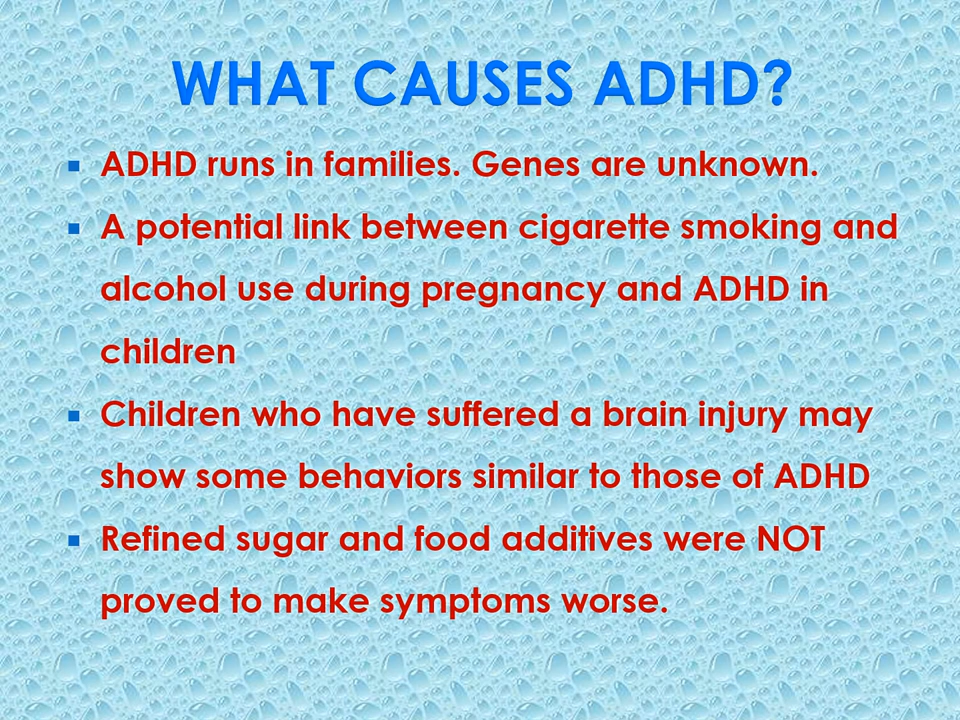 WHAT CAUSES ADHD?
▪ ADHD runs in families. Genes are unknown.
▪ A potential link between cigarette smoking and
alcohol use during pregnancy and ADHD in
children
▪ Children who have suffered a brain injury may
show some behaviors similar to those of ADHD
▪ Refined sugar and food additives were NOT
proved to make symptoms worse.